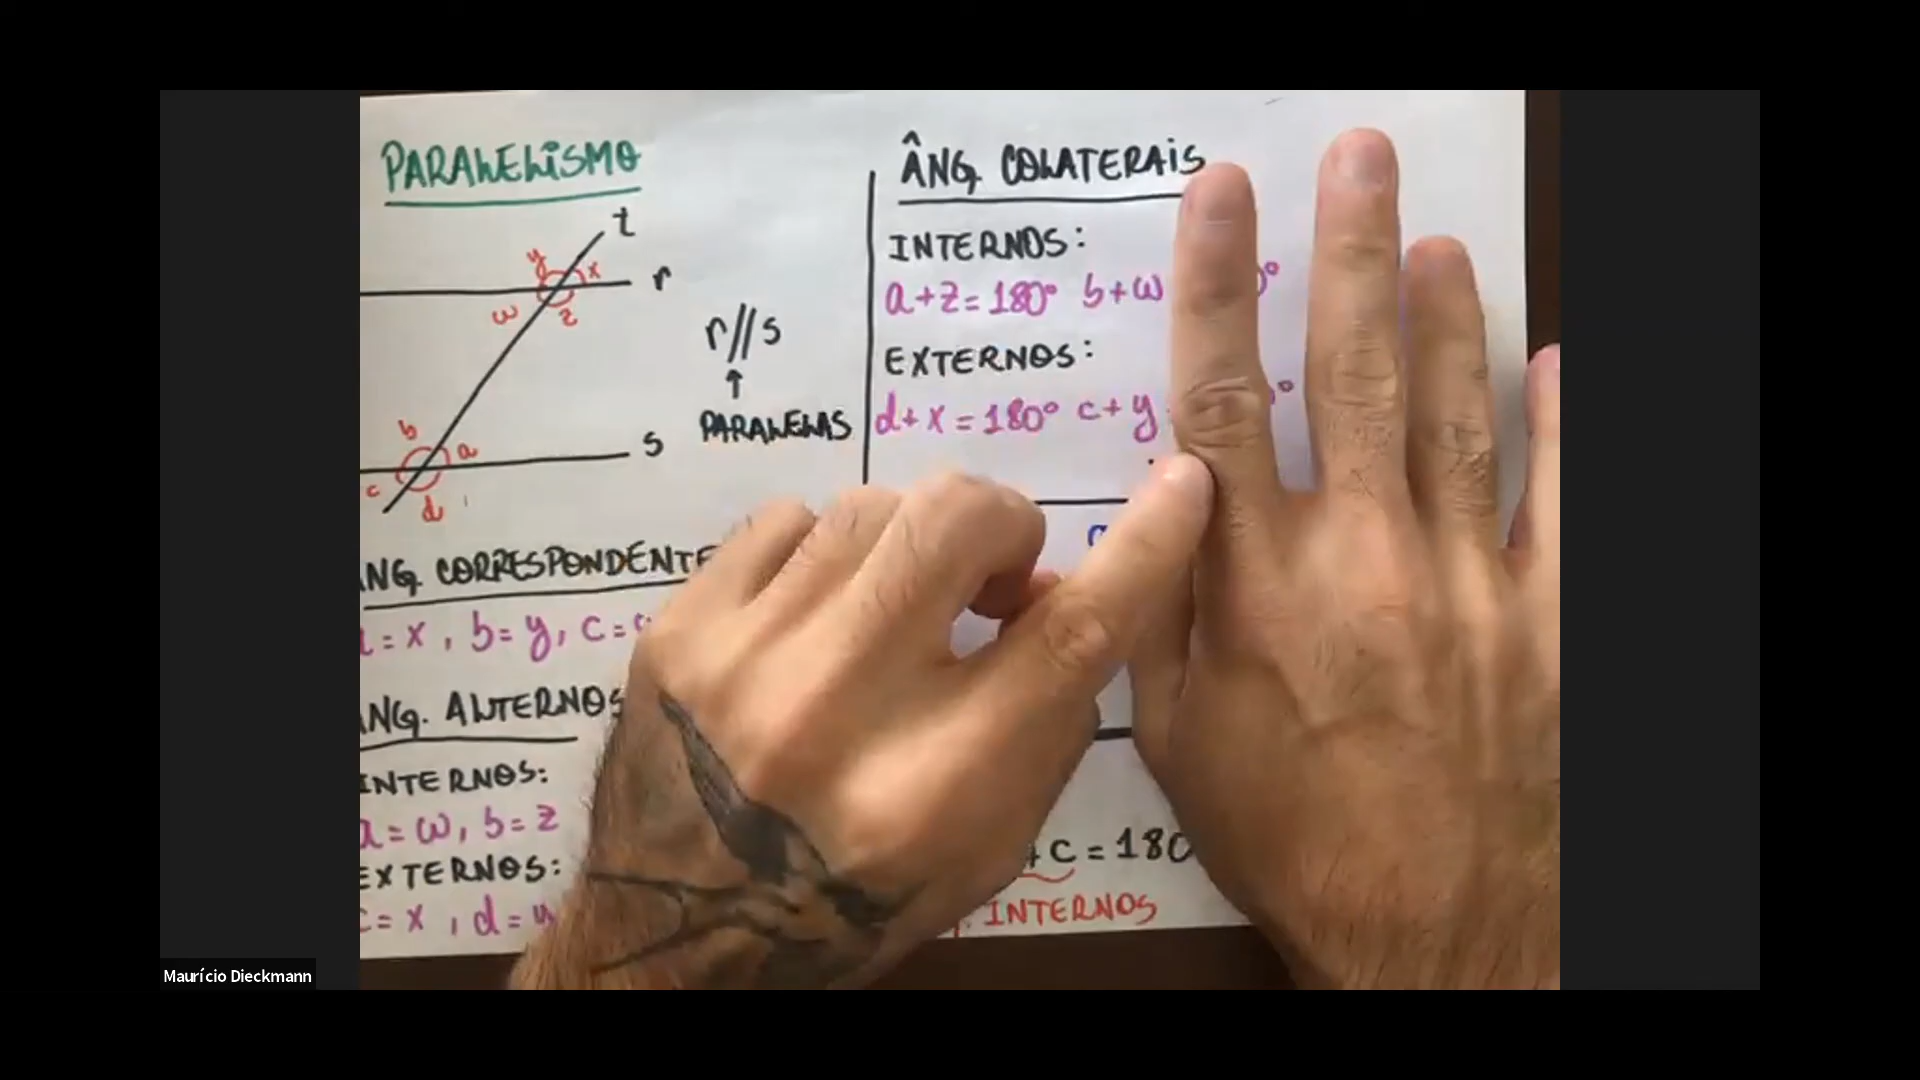 PARALELISMO
t
y
x
r
w
z
r//s
↑
PARALELAS
b
a
s
c
d
ÂNG. CORRESPONDENTE
= x , b = y , c =
ÂNG. ALTERNOS
INTERNOS:
a = w , b = z
EXTERNOS:
c = x , d = y
ÂNG. COLATERAIS
INTERNOS:
a + z = 180° b + w
EXTERNOS:
d + x = 180° c + y
+ c = 180
INTERNOS
Maurício Dieckmann